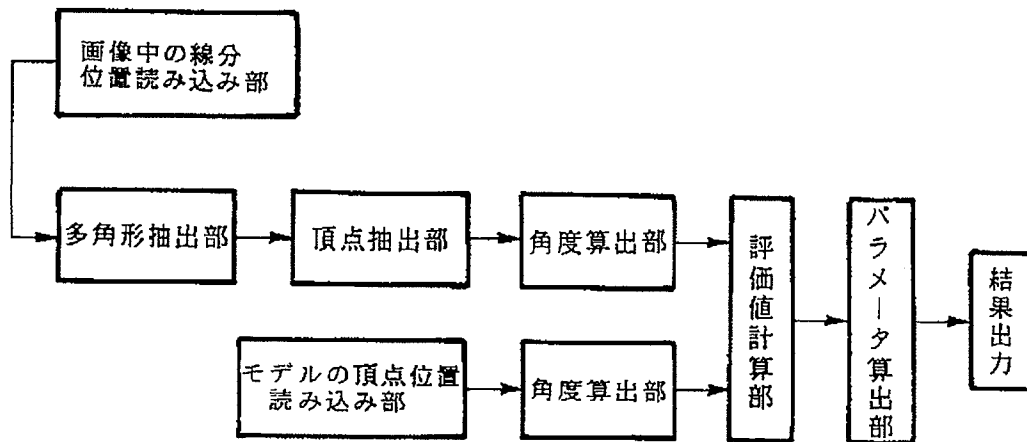 画像中の線分
位置読み込み部
多角形抽出部
頂点抽出部
角度算出部
モデルの頂点位置
読み込み部
角度算出部
評価値計算部
パラメータ算出部
結果出力